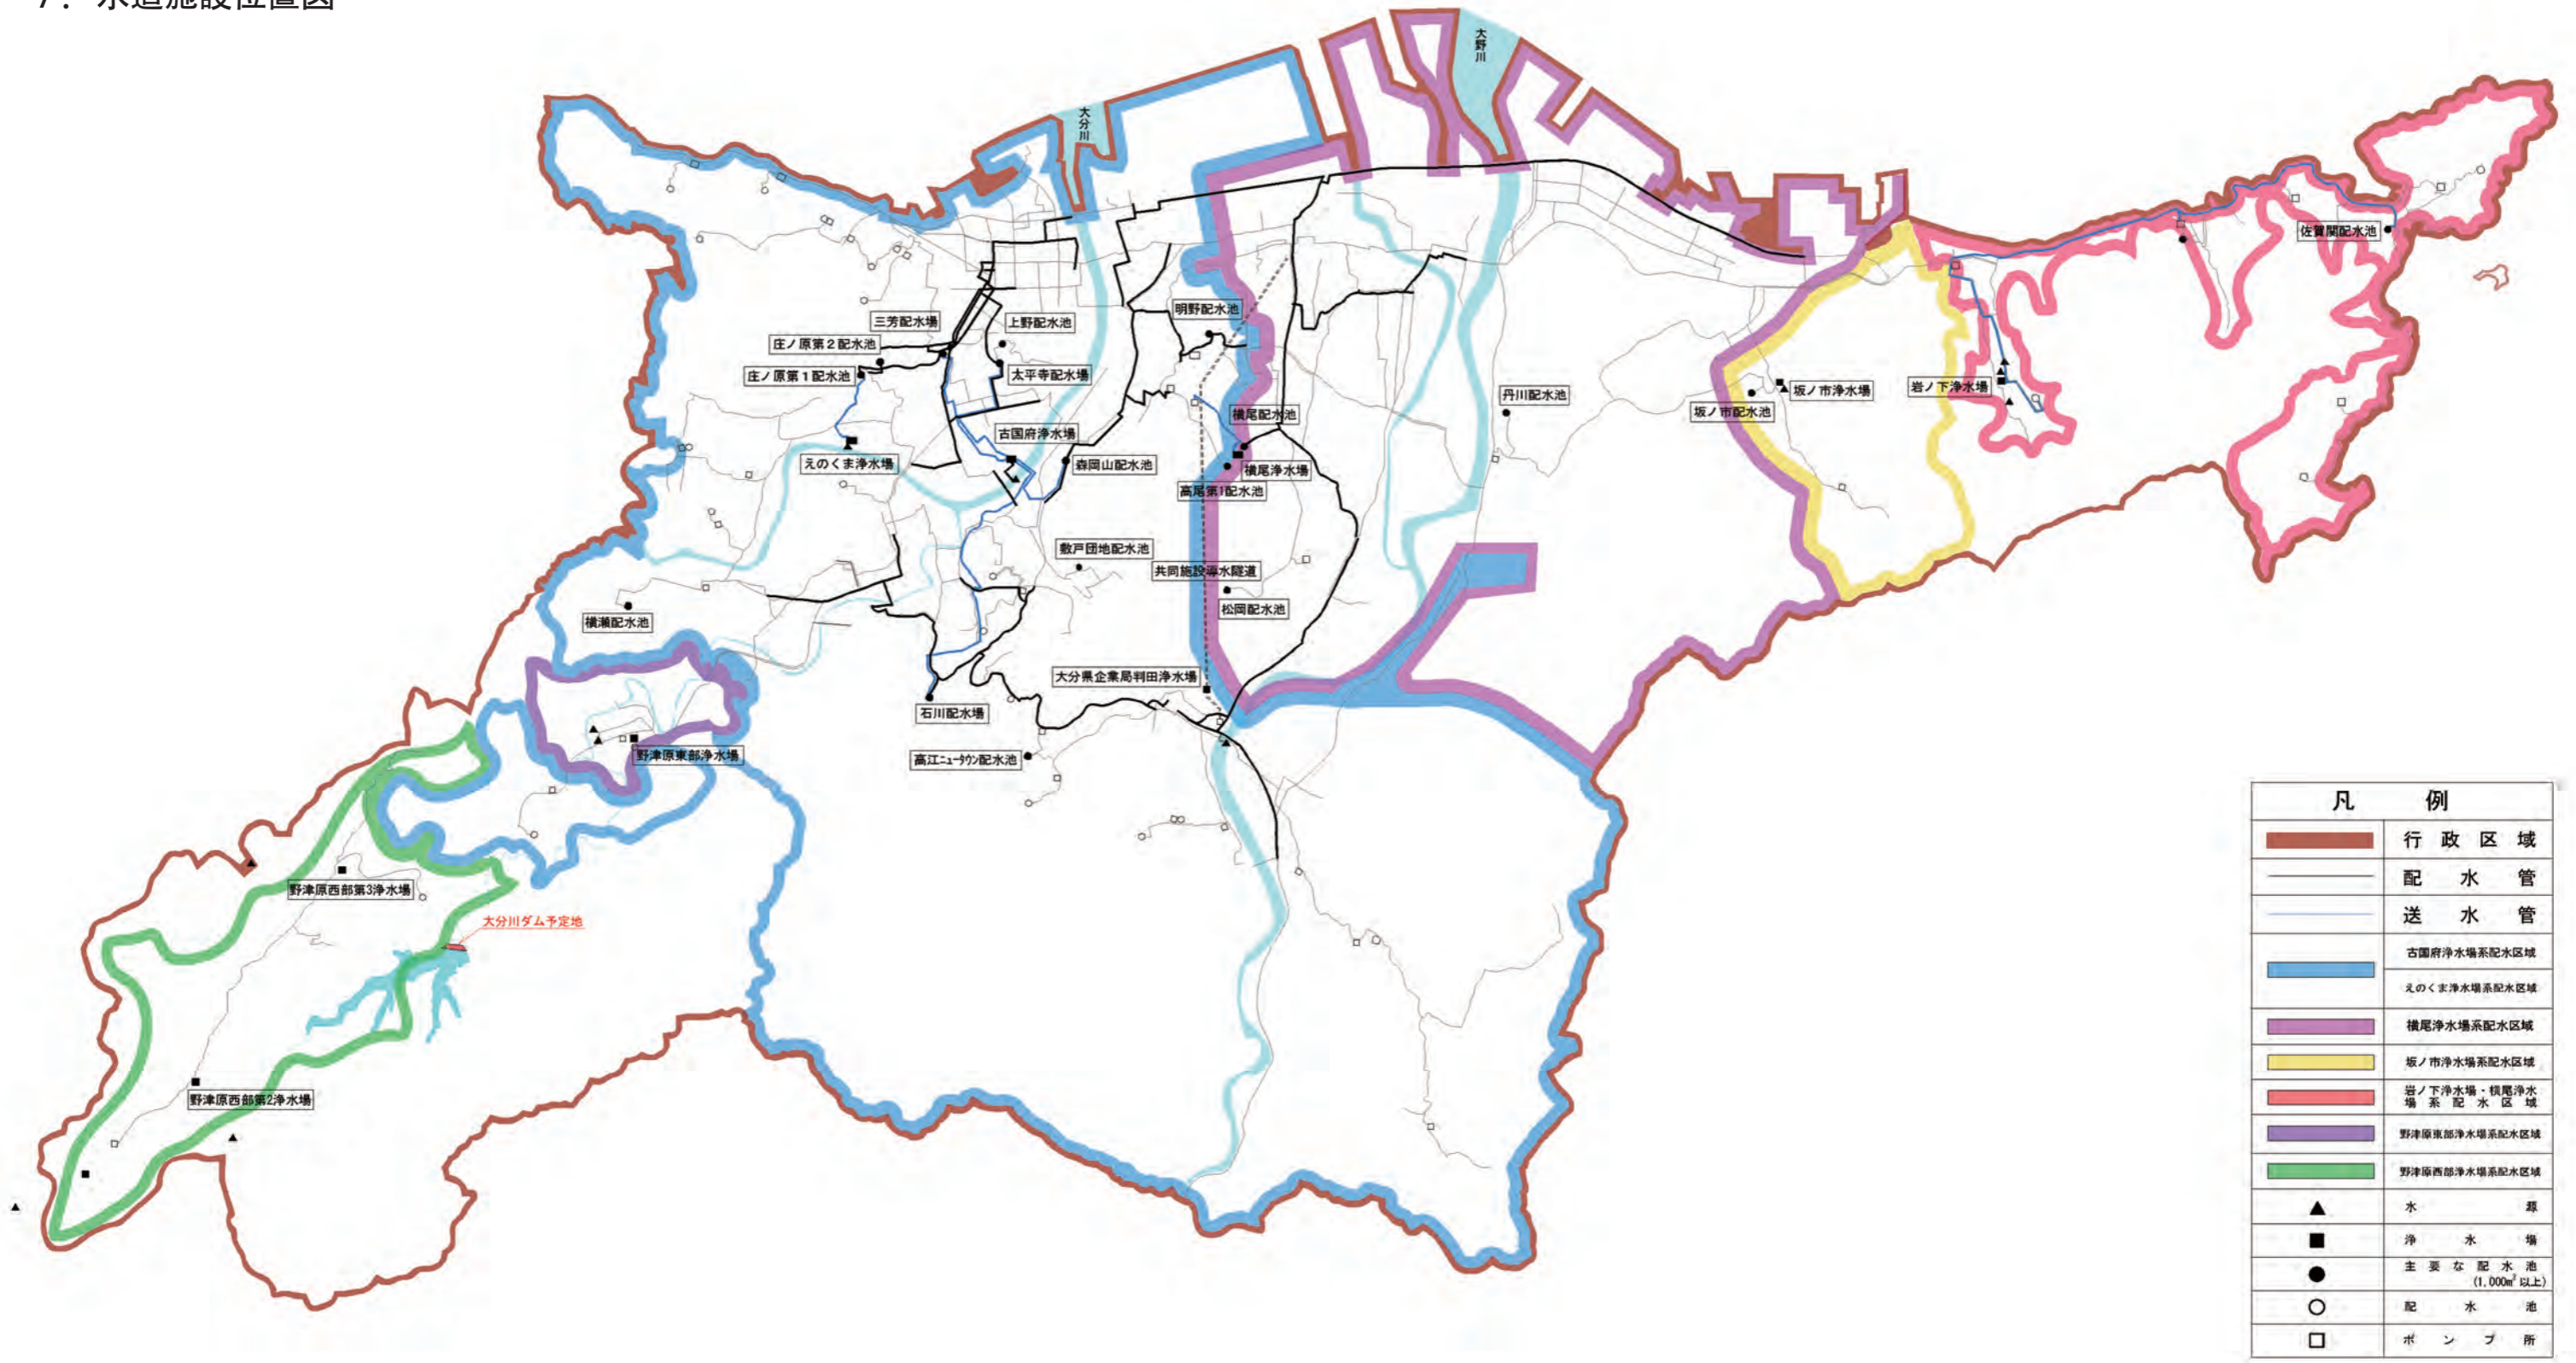 7．水道施設位置図
大野川
大分川
佐賀関配水池
明野配水池
三芳配水場
上野配水池
庄ノ原第2配水池
庄ノ原第1配水池
太平寺配水場
坂ノ市浄水場
岩ノ下浄水場
丹川配水池
坂ノ市配水池
横尾配水池
古国府浄水場
えのくま浄水場
森岡山配水池
横尾浄水場
高尾第1配水池
敷戸団地配水池
共同施設導水隧道
松岡配水池
横瀬配水池
大分県企業局判田浄水場
石川配水場
野津原東部浄水場
高江ニュータウン配水池
野津原西部第3浄水場
大分川ダム予定地
野津原西部第2浄水場
凡例
行政区域
配水管
送水管
古国府浄水場系配水区域
えのくま浄水場系配水区域
横尾浄水場系配水区域
坂ノ市浄水場系配水区域
岩ノ下浄水場・横尾浄水
場系配水区域
野津原東部浄水場系配水区域
野津原西部浄水場系配水区域
水源
浄水場
主要な配水池
(1,000m³以上)
配水池
ポンプ所